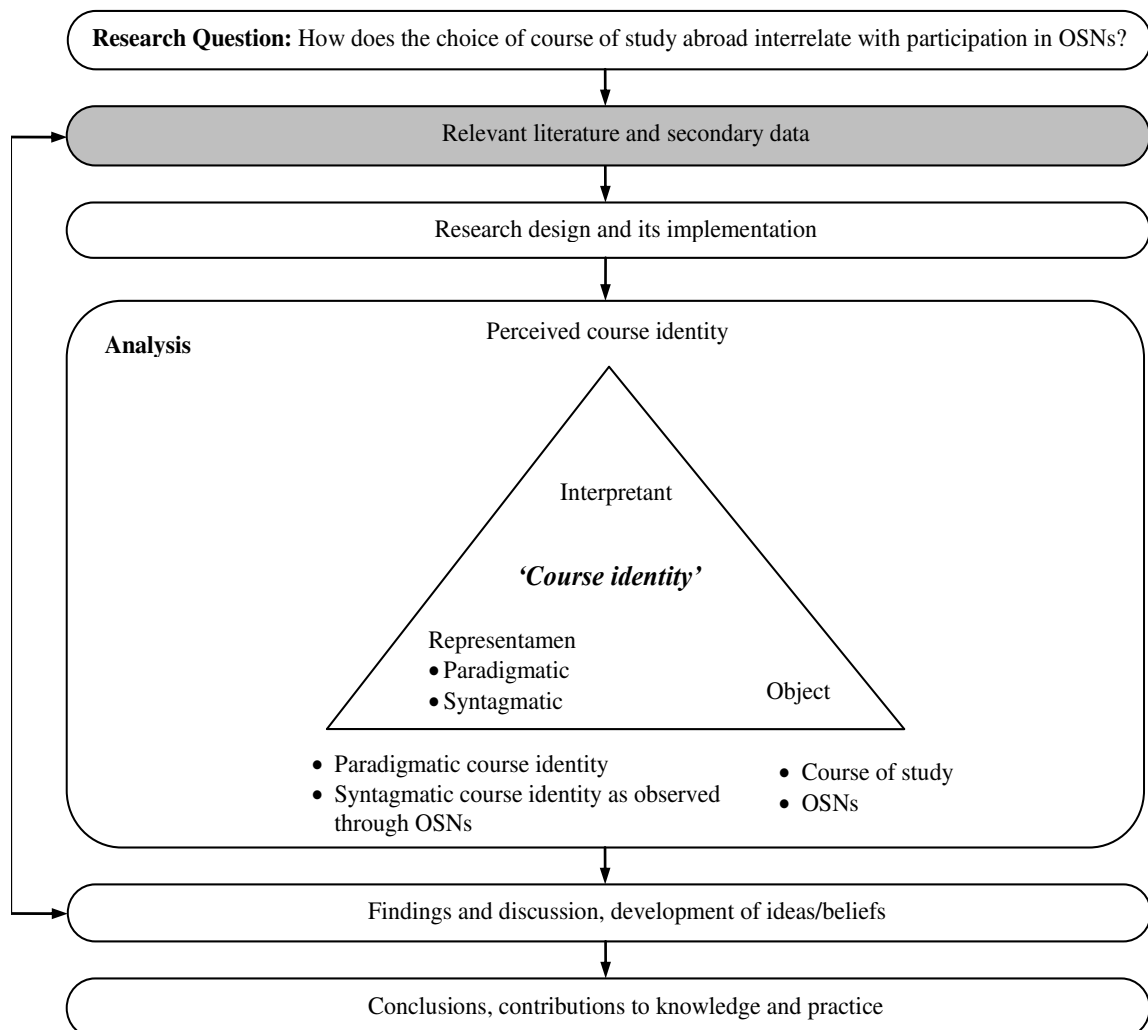 Research Question: How does the choice of course of study abroad interrelate with participation in OSNs?
Relevant literature and secondary data
Research design and its implementation
Analysis
Perceived course identity
Interpretant
‘Course identity’
Representamen
• Paradigmatic
• Syntagmatic
Object
• Paradigmatic course identity
• Syntagmatic course identity as observed
through OSNs
• Course of study
• OSNs
Findings and discussion, development of ideas/beliefs
Conclusions, contributions to knowledge and practice